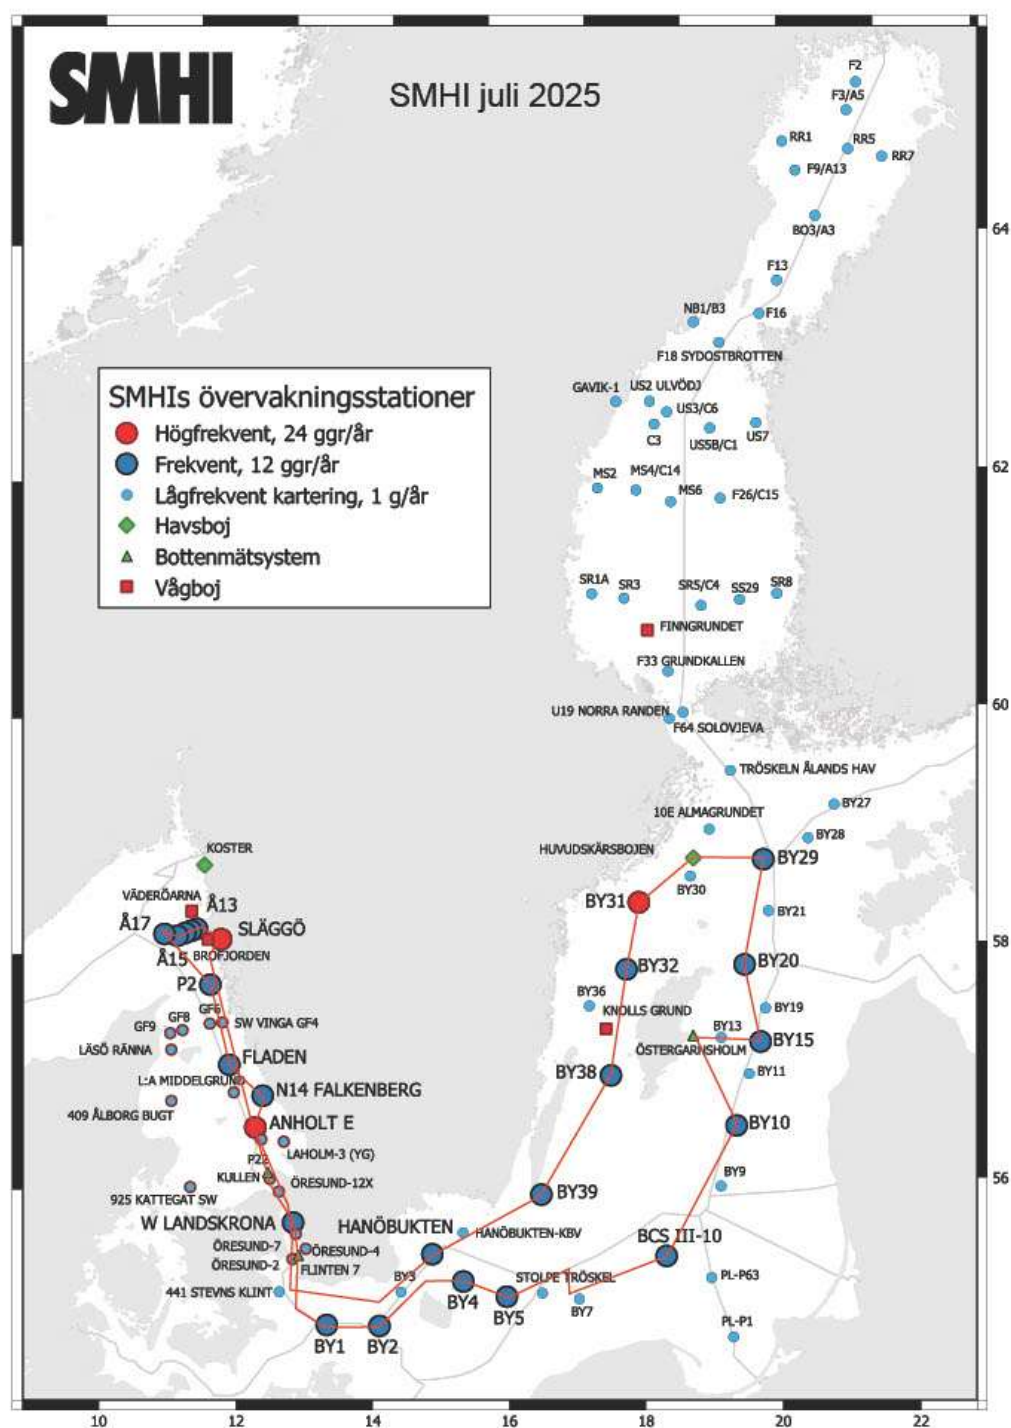 SMHI
SMHI juli 2025
F2
F3/A5
RR1
RR5
RR7
F9/A13
BO3/A3
64
F13
NB1/B3
F16
F18 SYDOSTBROTTEN
SMHIs övervakningsstationer
Högfrekvent, 24 ggr/år
Frekvent, 12 ggr/år
Lågfrekvent kartering, 1 g/år
Havsboj
Bottenmätsystem
Vågboj
GAVIK-1
US2 ULVÖDJ
US3/C6
C3
US5B/C1
US7
62
MS2
MS4/C14
MS6
F26/C15
SR1A
SR3
SR5/C4
SS29
SR8
FINNGRUNDET
F33 GRUNDKALLEN
60
U19 NORRA RANDEN
F64 SOLOVJEVA
TRÖSKELN ÅLANDS HAV
10E ALMAGRUNDET
BY27
BY28
KOSTER
HUVUDSKÄRSBOJEN
BY29
BY30
VÄDERÖARNA
Å13
BY31
BY21
Å17
SLÄGGÖ
58
Å15
BROFJORDEN
BY32
BY20
P2
BY36
KNOLLS GRUND
BY19
GF6
SW VINGA GF4
GF9
GF8
BY13
BY15
LÄSÖ RÄNNA
ÖSTERGARNSHOLM
FLADEN
BY38
BY11
L:A MIDDELGRUND
N14 FALKENBERG
409 ÅLBORG BUGT
ANHOLT E
BY10
LAHOLM-3 (YG)
P22
KULLEN
BY9
56
ÖRESUND-12X
925 KATTEGAT SW
BY39
W LANDSKRONA
HANÖBUKTEN
HANÖBUKTEN-KBV
BCS III-10
ÖRESUND-7
ÖRESUND-4
ÖRESUND-2
FLINTEN 7
BY3
STOLPE TRÖSKEL
PL-P63
441 STEVNS KLINT
BY4
BY5
BY7
PL-P1
BY1
BY2
10
12
14
16
18
20
22